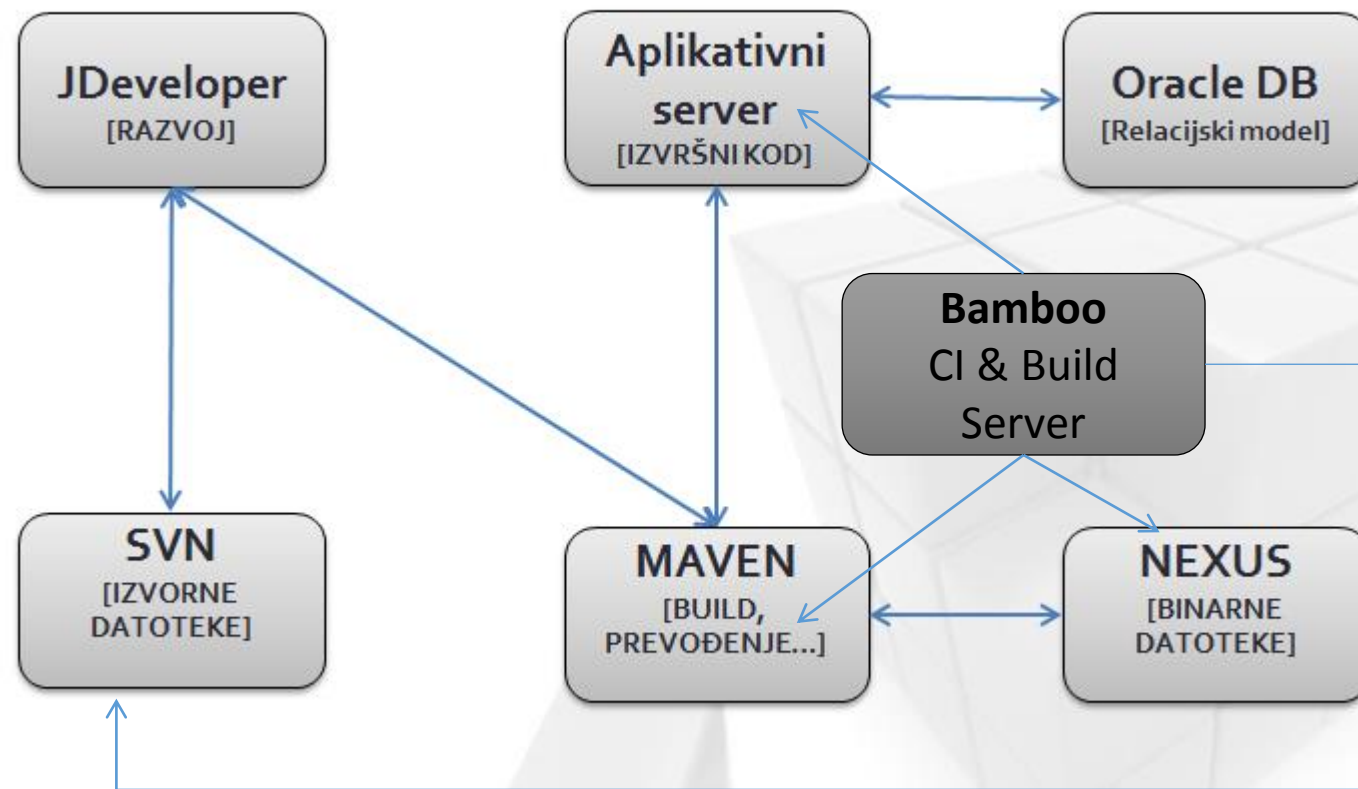 JDeveloper
[RAZVOJ]
Aplikativni
server
[IZVRŠNI KOD]
Oracle DB
[Relacijski model]
Bamboo
CI & Build
Server
SVN
[IZVORNE
DATOTEKE]
MAVEN
[BUILD,
PREVOĐENJE...]
NEXUS
[BINARNE
DATOTEKE]